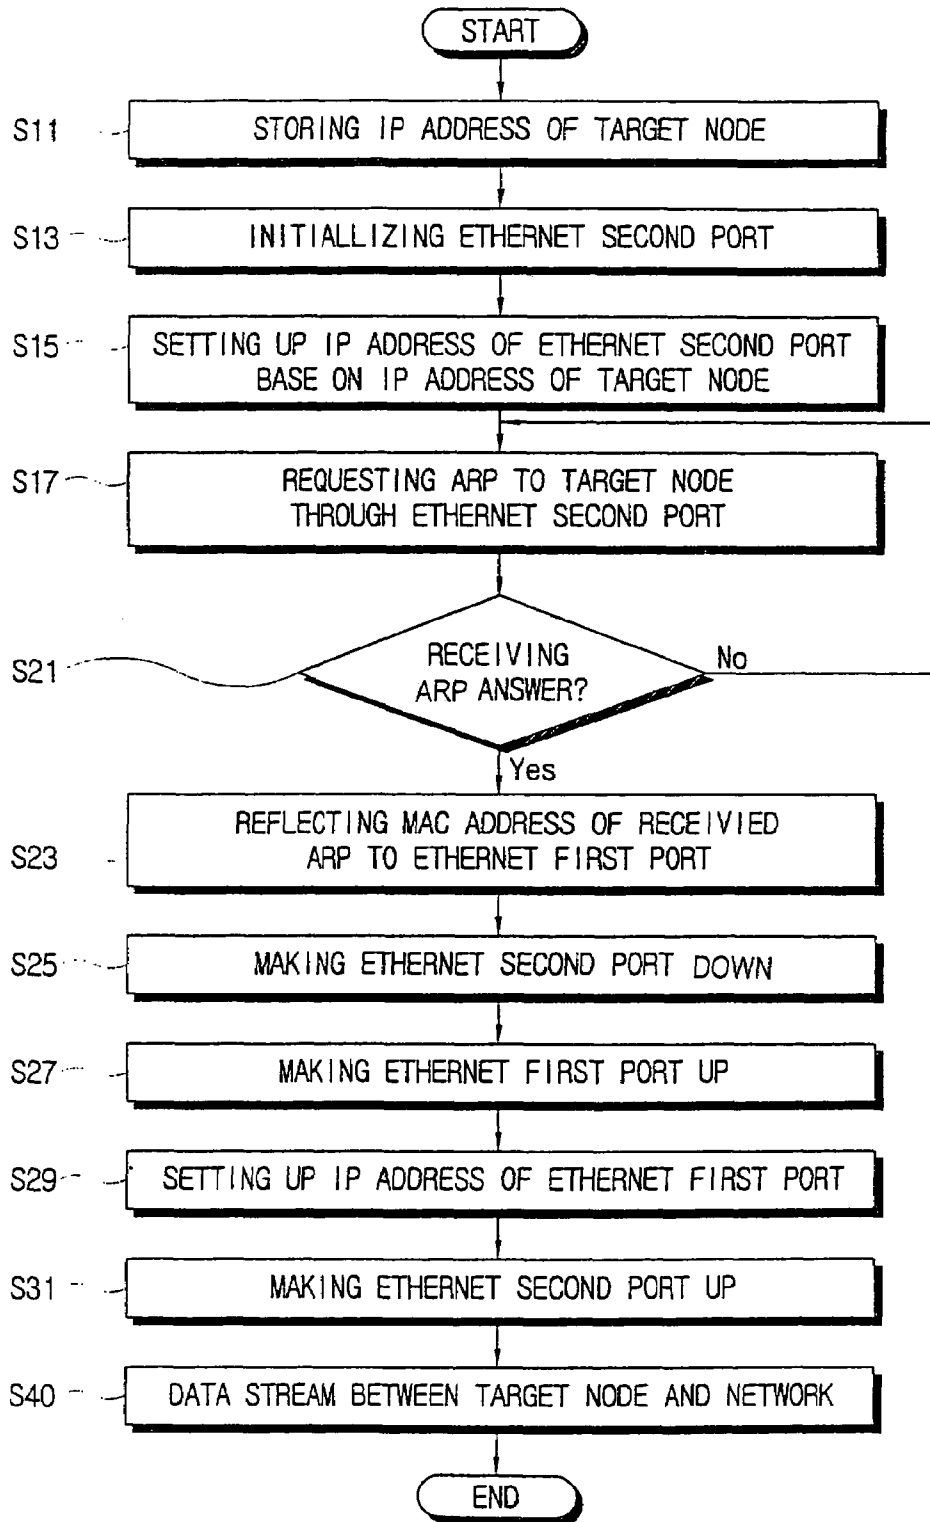 START
S11
STORING IP ADDRESS OF TARGET NODE
S13
INITIALLIZING ETHERNET SECOND PORT
S15
SETTING UP IP ADDRESS OF ETHERNET SECOND PORT
BASE ON IP ADDRESS OF TARGET NODE
S17
REQUESTING ARP TO TARGET NODE
THROUGH ETHERNET SECOND PORT
S21
RECEIVING
ARP ANSWER?
No
Yes
S23
REFLECTING MAC ADDRESS OF RECEIVIED
ARP TO ETHERNET FIRST PORT
S25
MAKING ETHERNET SECOND PORT DOWN
S27
MAKING ETHERNET FIRST PORT UP
S29
SETTING UP IP ADDRESS OF ETHERNET FIRST PORT
S31
MAKING ETHERNET SECOND PORT UP
S40
DATA STREAM BETWEEN TARGET NODE AND NETWORK
END